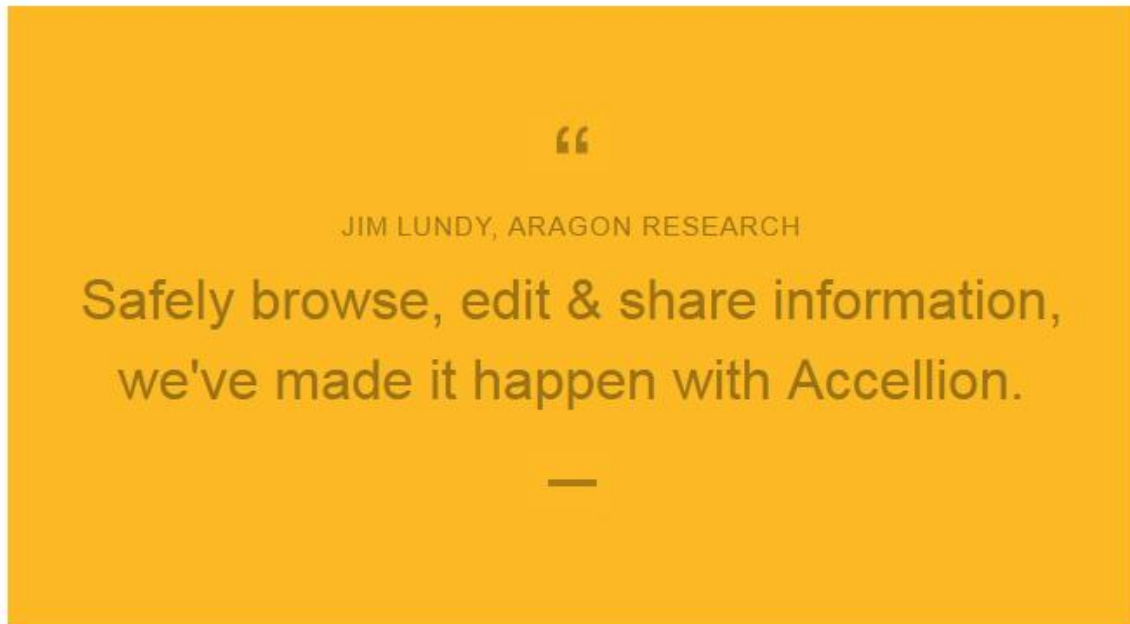 “
JIM LUNDY, ARAGON RESEARCH
Safely browse, edit & share information,
we've made it happen with Accellion.